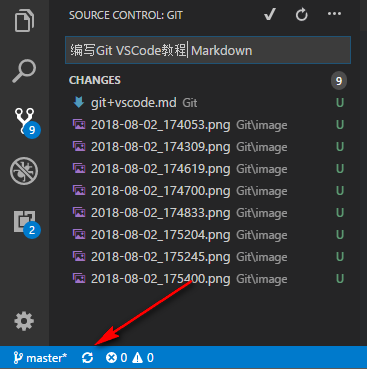 SOURCE CONTROL: GIT
编写Git VSCode教程 Markdown
CHANGES 9
git+vscode.md Git U
2018-08-02_174053.png Git\image U
2018-08-02_174309.png Git\image U
2018-08-02_174619.png Git\image U
2018-08-02_174700.png Git\image U
2018-08-02_174833.png Git\image U
2018-08-02_175204.png Git\image U
2018-08-02_175245.png Git\image U
2018-08-02_175400.png Git\image U
9
2
master* 0 0